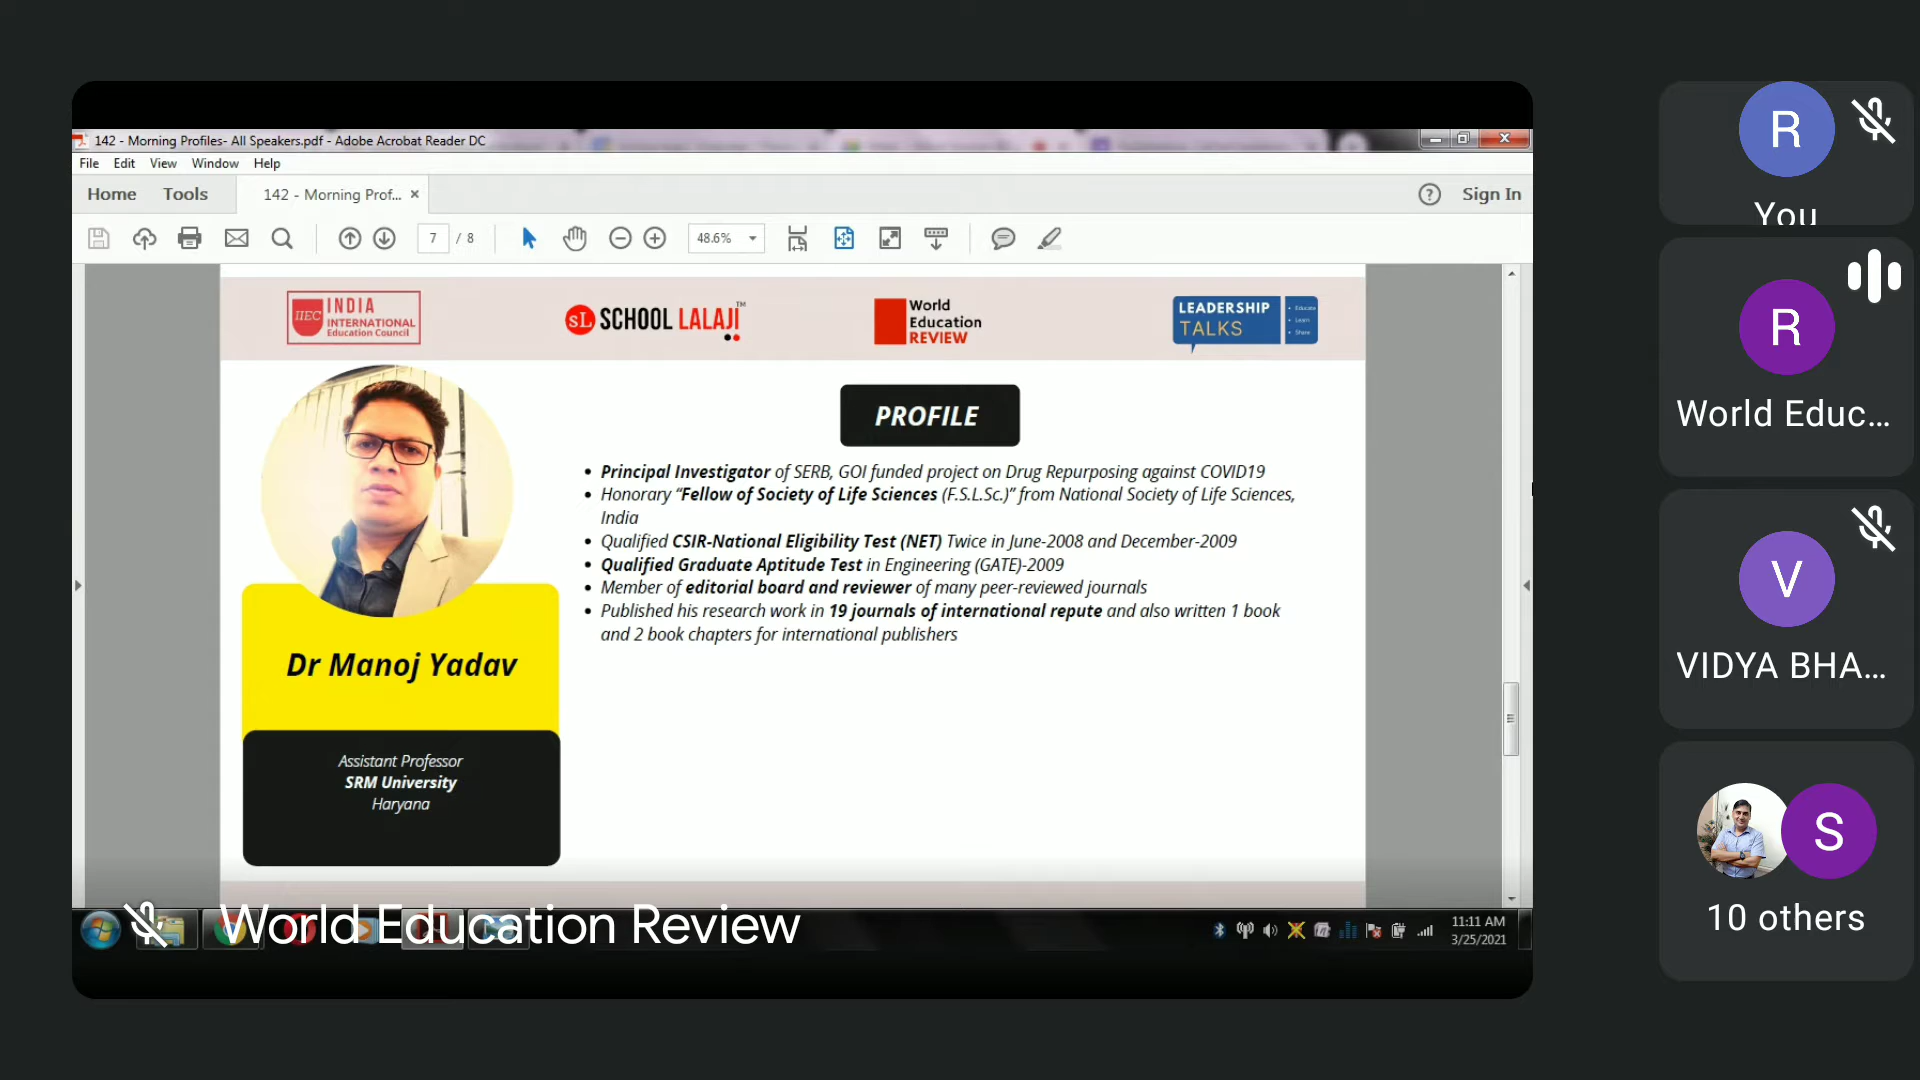 142 - Morning Profiles- All Speakers.pdf - Adobe Acrobat Reader DC
File Edit View Window Help
Home Tools 142 - Morning Prof... Sign In
7 / 8 48.6%
IIEC INDIA INTERNATIONAL Education Council
sL SCHOOL LALAJI™
World Education REVIEW
LEADERSHIP TALKS
• Educate
• Learn
• Share
PROFILE
• Principal Investigator of SERB, GOI funded project on Drug Repurposing against COVID19
• Honorary “Fellow of Society of Life Sciences (F.S.L.Sc.)” from National Society of Life Sciences,
India
• Qualified CSIR-National Eligibility Test (NET) Twice in June-2008 and December-2009
• Qualified Graduate Aptitude Test in Engineering (GATE)-2009
• Member of editorial board and reviewer of many peer-reviewed journals
• Published his research work in 19 journals of international repute and also written 1 book
and 2 book chapters for international publishers
Dr Manoj Yadav
Assistant Professor
SRM University
Haryana
World Education Review
11:11 AM
3/25/2021
R
You
R
World Educ...
V
VIDYA BHA...
S
10 others